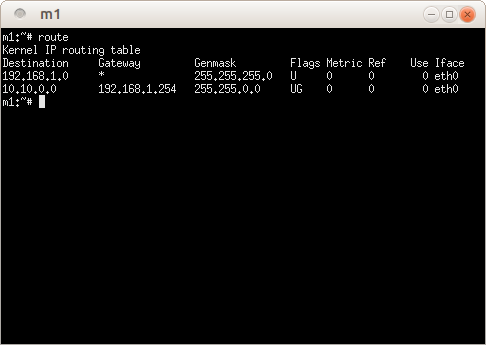 m1
m1:~# route
Kernel IP routing table
Destination     Gateway         Genmask         Flags Metric Ref    Use Iface
192.168.1.0     *               255.255.255.0   U     0      0        0 eth0
10.10.0.0       192.168.1.254   255.255.0.0     UG    0      0        0 eth0
m1:~#